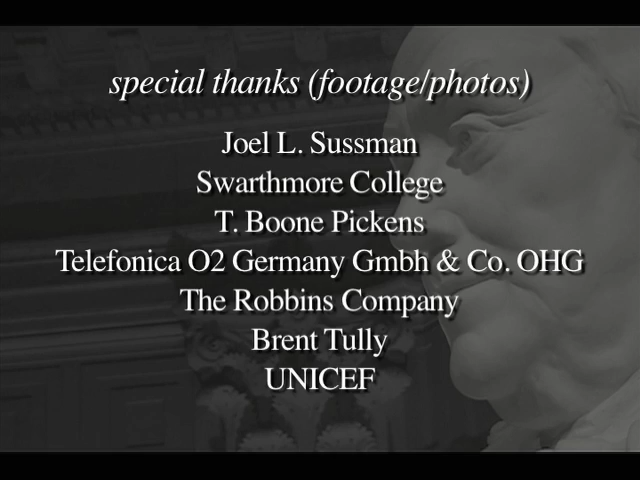 special thanks (footage/photos)
Joel L. Sussman
Swarthmore College
T. Boone Pickens
Telefonica O2 Germany Gmbh & Co. OHG
The Robbins Company
Brent Tully
UNICEF